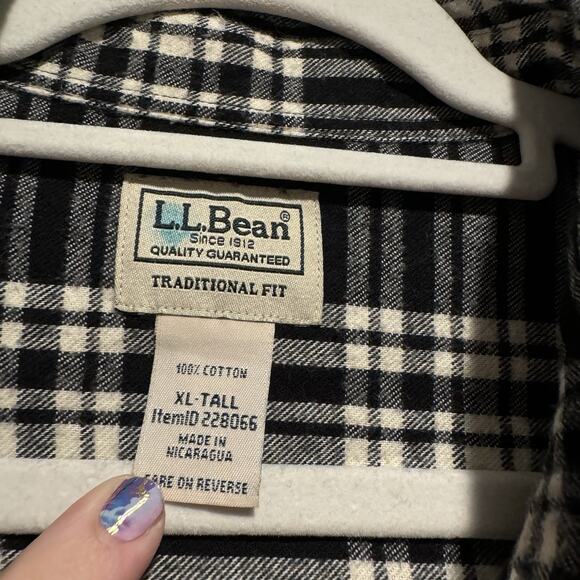 L.L.Bean®
Since 1912
QUALITY GUARANTEED
TRADITIONAL FIT
100% COTTON
XL-TALL
ItemID 228066
MADE IN
NICARAGUA
CARE ON REVERSE